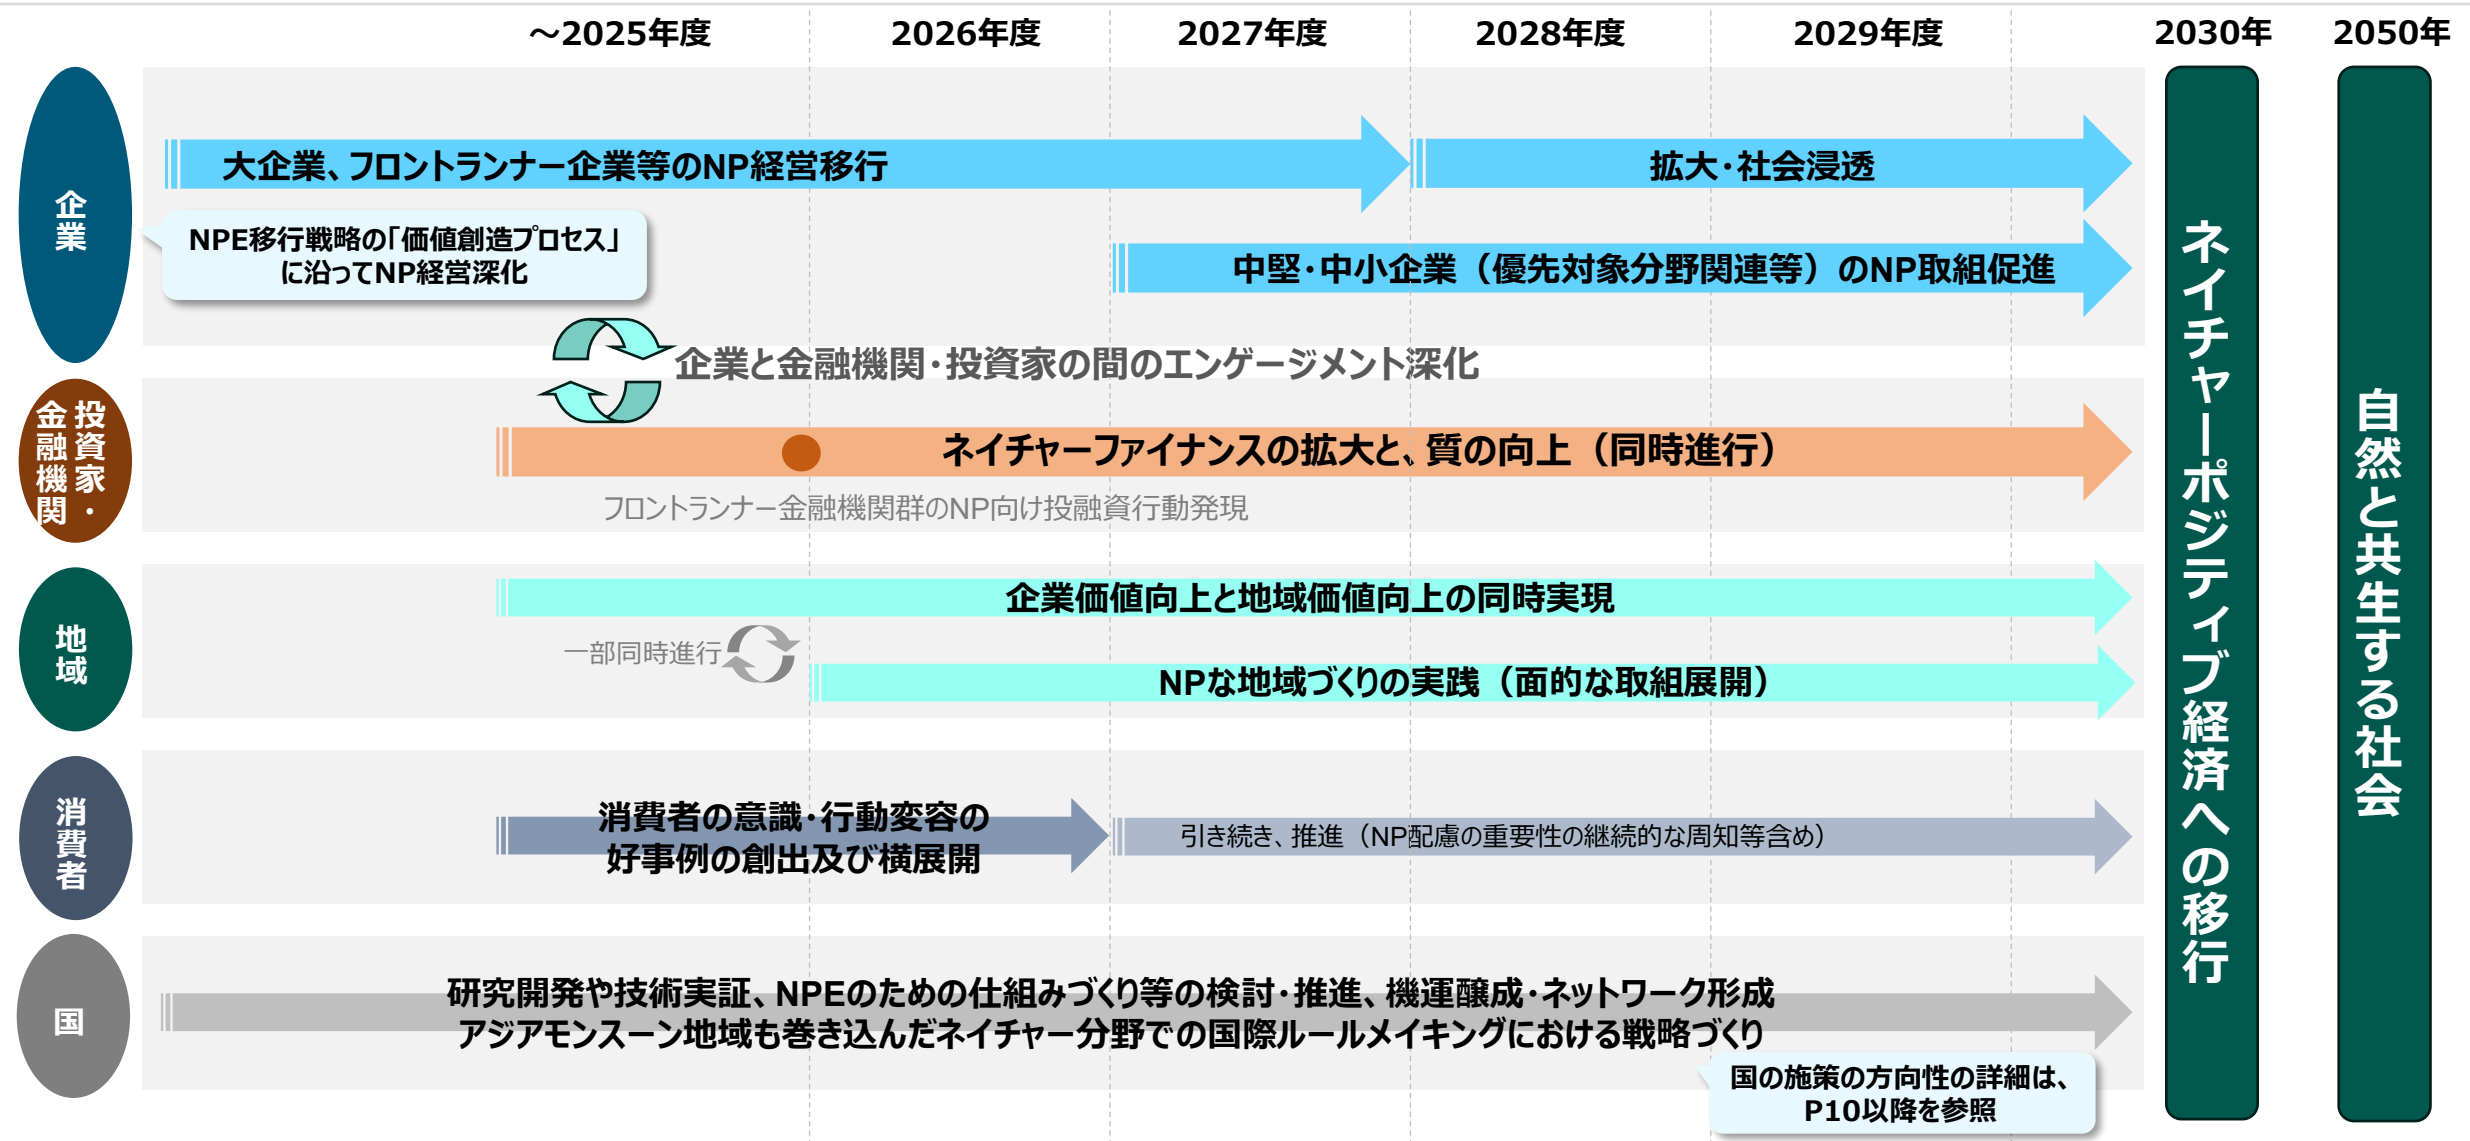 ～2025年度
2026年度
2027年度
2028年度
2029年度
2030年
2050年
企業
大企業、フロントランナー企業等のNP経営移行
拡大・社会浸透
NPE移行戦略の「価値創造プロセス」
に沿ってNP経営深化
中堅・中小企業（優先対象分野関連等）のNP取組促進
企業と金融機関・投資家の間のエンゲージメント深化
投資家・
金融機関
ネイチャーファイナンスの拡大と、質の向上（同時進行）
フロントランナー金融機関群のNP向け投融資行動発現
地域
企業価値向上と地域価値向上の同時実現
一部同時進行
NPな地域づくりの実践（面的な取組展開）
消費者
消費者の意識・行動変容の
好事例の創出及び横展開
引き続き、推進（NP配慮の重要性の継続的な周知等含め）
国
研究開発や技術実証、NPEのための仕組みづくり等の検討・推進、機運醸成・ネットワーク形成
アジアモンスーン地域も巻き込んだネイチャー分野での国際ルールメイキングにおける戦略づくり
国の施策の方向性の詳細は、
P10以降を参照
ネイチャーポジティブ経済への移行
自然と共生する社会